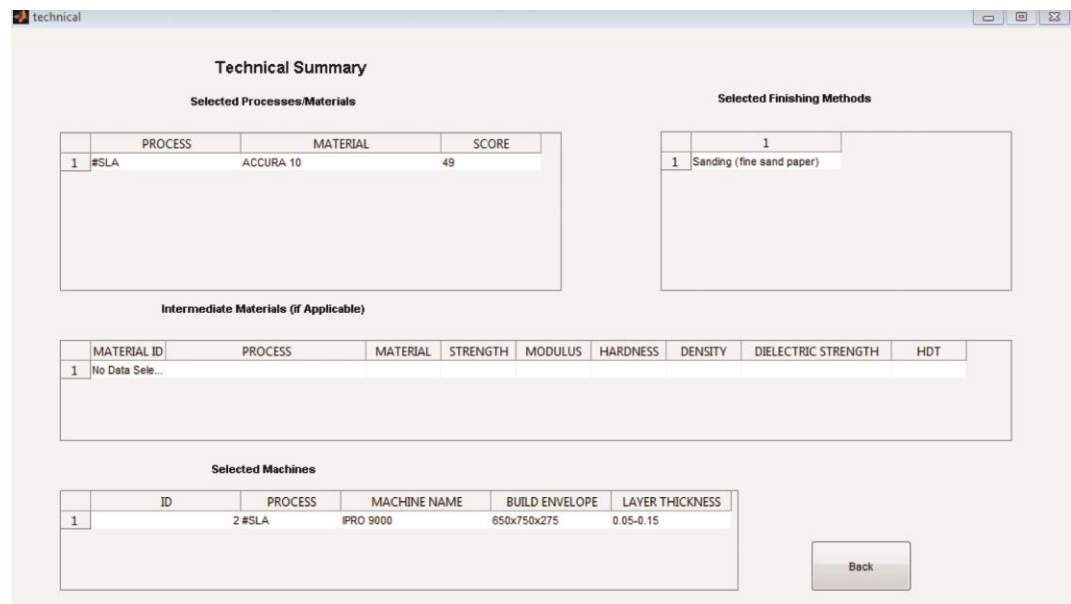 technical
Technical Summary
Selected Processes/Materials
PROCESS MATERIAL SCORE
1 #SLA ACCURA 10 49
Selected Finishing Methods
1
1 Sanding (fine sand paper)
Intermediate Materials (if Applicable)
MATERIAL ID PROCESS MATERIAL STRENGTH MODULUS HARDNESS DENSITY DIELECTRIC STRENGTH HDT
1 No Data Sele...
Selected Machines
ID PROCESS MACHINE NAME BUILD ENVELOPE LAYER THICKNESS
1 2 #SLA IPRO 9000 650x750x275 0.05-0.15
Back